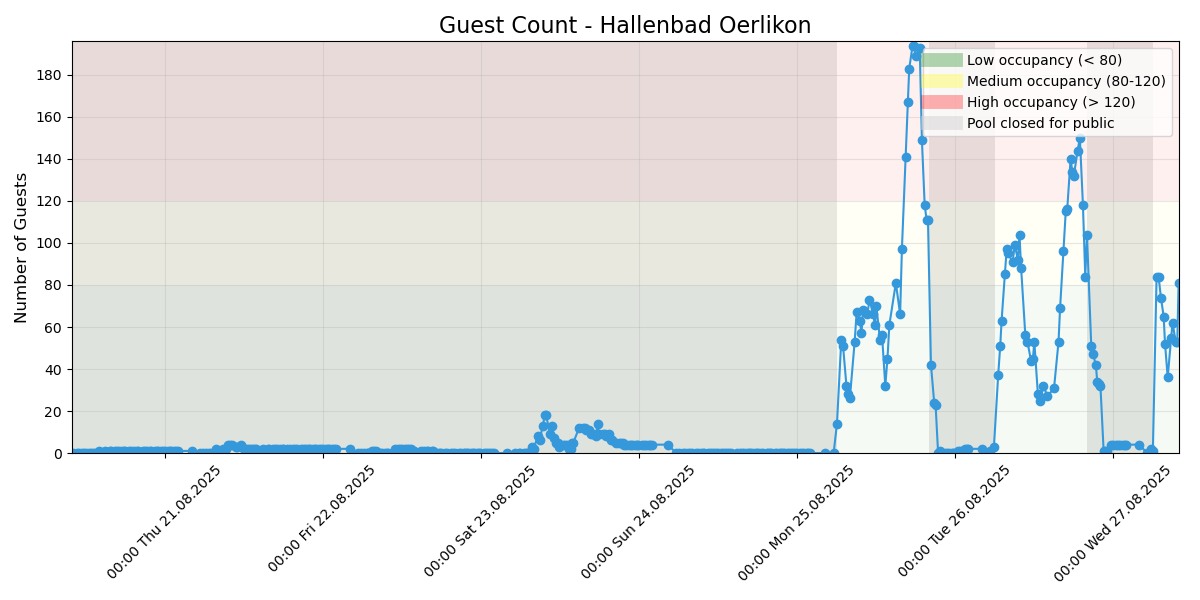 Guest Count - Hallenbad Oerlikon
Low occupancy (< 80)
Medium occupancy (80-120)
High occupancy (> 120)
Pool closed for public
Number of Guests
180
160
140
120
100
80
60
40
20
0
00:00 Thu 21.08.2025
00:00 Fri 22.08.2025
00:00 Sat 23.08.2025
00:00 Sun 24.08.2025
00:00 Mon 25.08.2025
00:00 Tue 26.08.2025
00:00 Wed 27.08.2025